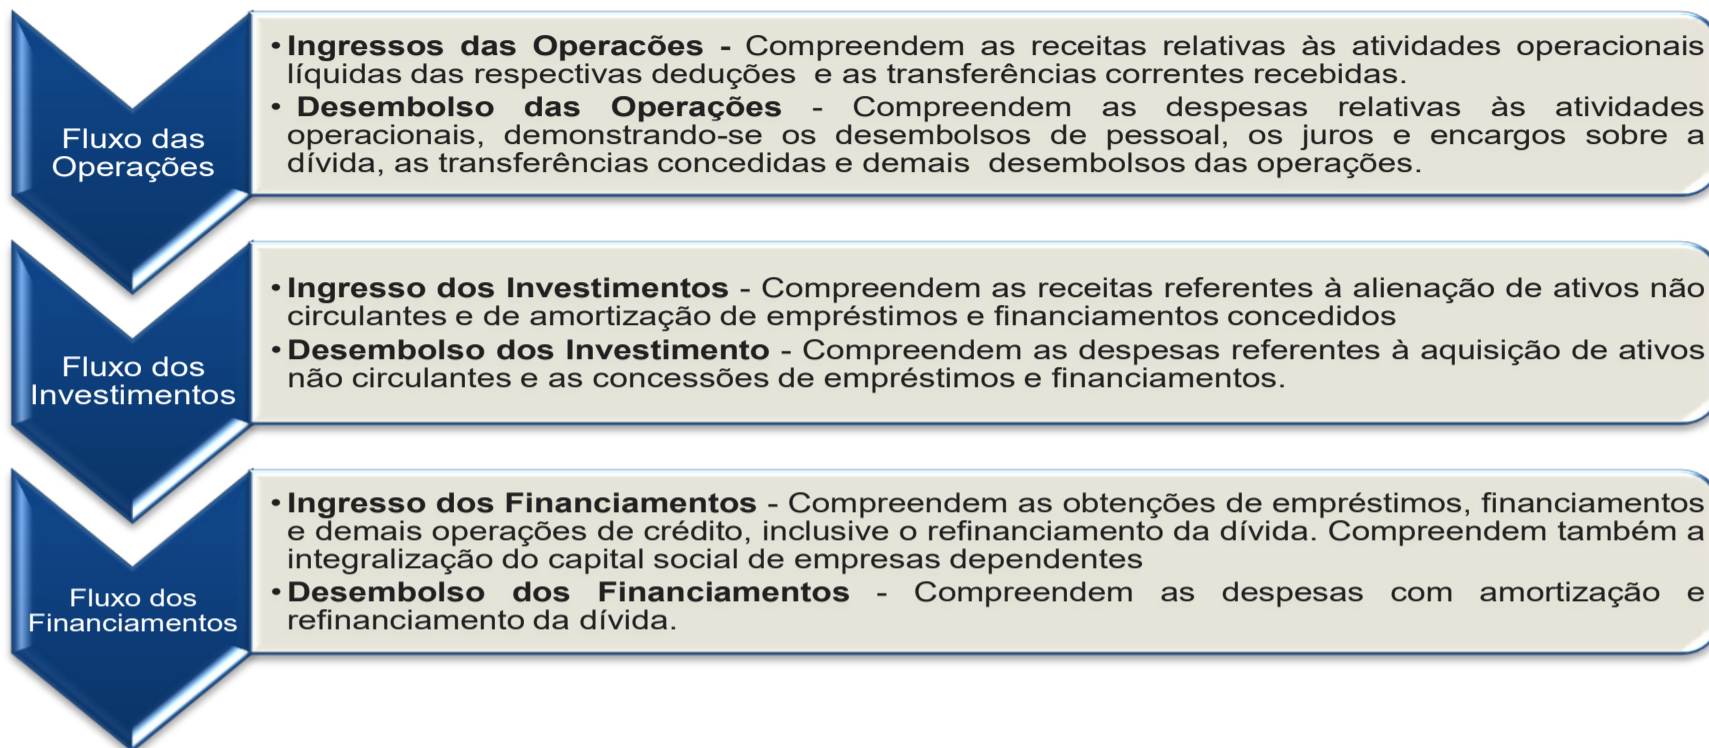 Fluxo das
Operações
• Ingressos das Operacões - Compreendem as receitas relativas às atividades operacionais
líquidas das respectivas deduções e as transferências correntes recebidas.
• Desembolso das Operações - Compreendem as despesas relativas às atividades
operacionais, demonstrando-se os desembolsos de pessoal, os juros e encargos sobre a
dívida, as transferências concedidas e demais desembolsos das operações.
Fluxo dos
Investimentos
• Ingresso dos Investimentos - Compreendem as receitas referentes à alienação de ativos não
circulantes e de amortização de empréstimos e financiamentos concedidos
• Desembolso dos Investimento - Compreendem as despesas referentes à aquisição de ativos
não circulantes e as concessões de empréstimos e financiamentos.
Fluxo dos
Financiamentos
• Ingresso dos Financiamentos - Compreendem as obtenções de empréstimos, financiamentos
e demais operações de crédito, inclusive o refinanciamento da dívida. Compreendem também a
integralização do capital social de empresas dependentes
• Desembolso dos Financiamentos - Compreendem as despesas com amortização e
refinanciamento da dívida.